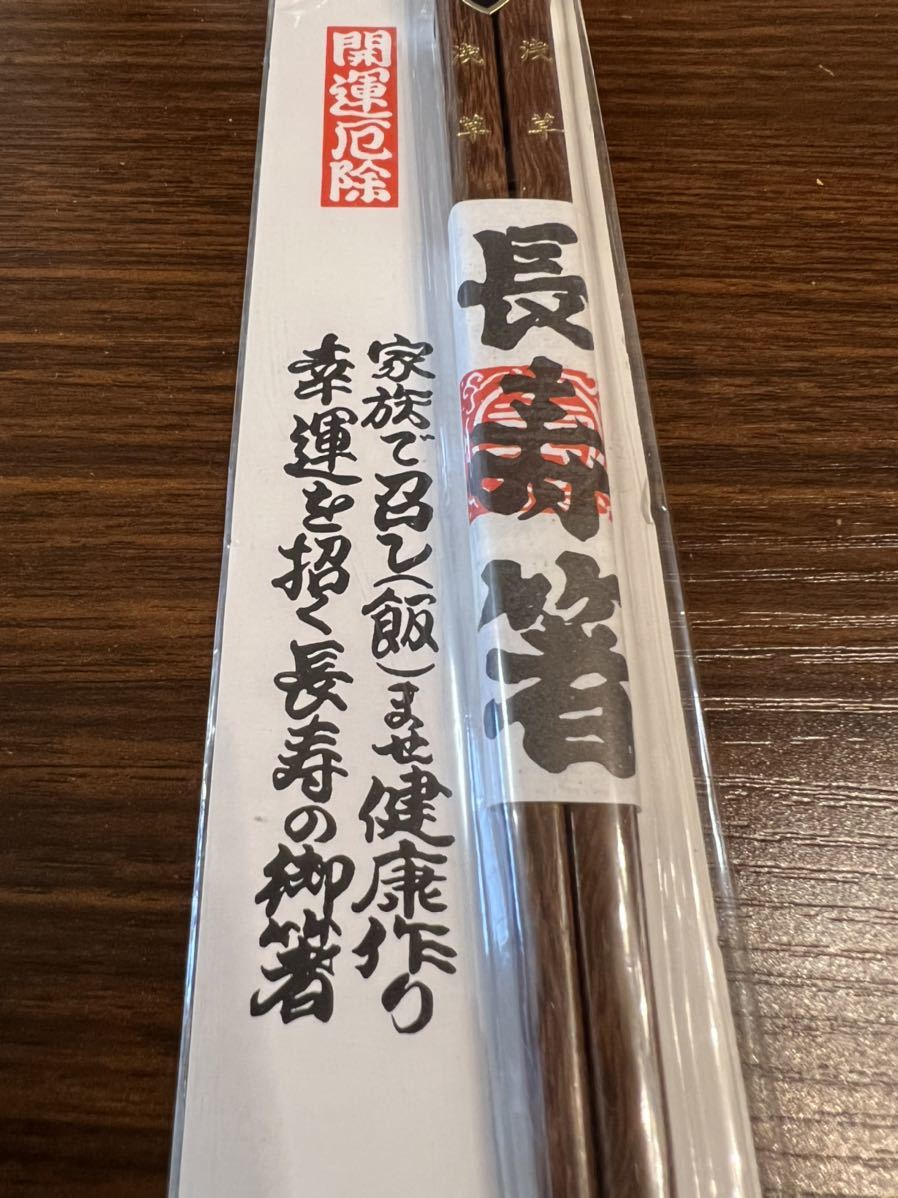 浅草
浅草
長寿箸
開運厄除
家族で召し(飯)ませ健康作り
幸運を招く長寿の御箸